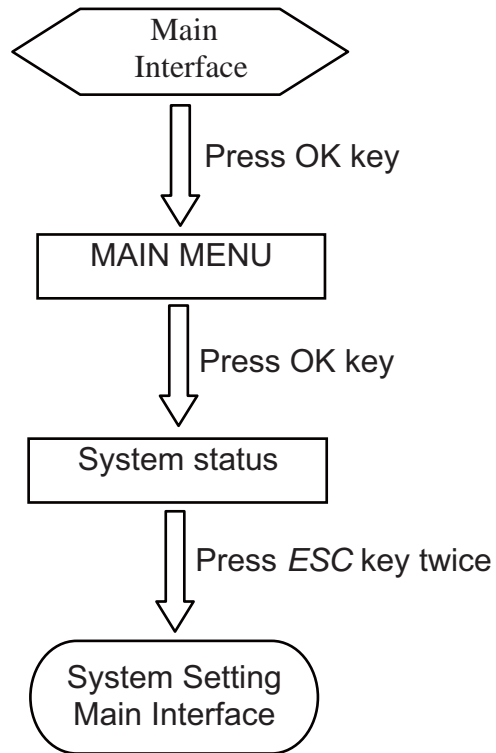 Main
Interface
Press OK key
MAIN MENU
Press OK key
System status
Press ESC key twice
System Setting
Main Interface